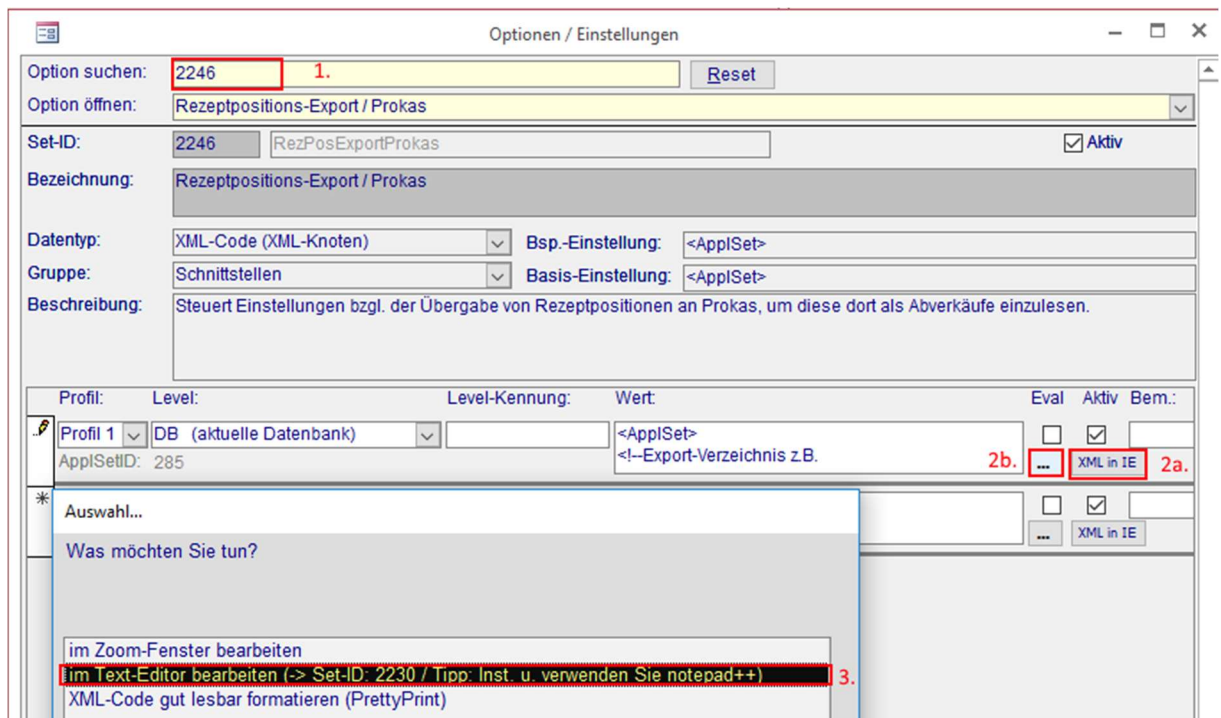 Optionen / Einstellungen
Option suchen: 2246 1. Reset
Option öffnen: Rezeptpositions-Export / Prokas
Set-ID: 2246 RezPosExportProkas Aktiv
Bezeichnung: Rezeptpositions-Export / Prokas
Datentyp: XML-Code (XML-Knoten) Bsp.-Einstellung: <ApplSet>
Gruppe: Schnittstellen Basis-Einstellung: <ApplSet>
Beschreibung: Steuert Einstellungen bzgl. der Übergabe von Rezeptpositionen an Prokas, um diese dort als Abverkäufe einzulesen.
Profil: Level: Level-Kennung: Wert: Eval Aktiv Bem.:
Profil 1 DB (aktuelle Datenbank) <ApplSet>
ApplSetID: 285 <!--Export-Verzeichnis z.B. 2b. ... XML in IE 2a.
Auswahl...
Was möchten Sie tun?
... XML in IE
im Zoom-Fenster bearbeiten
im Text-Editor bearbeiten (-> Set-ID: 2230 / Tipp: Inst. u. verwenden Sie notepad++) 3.
XML-Code gut lesbar formatieren (PrettyPrint)